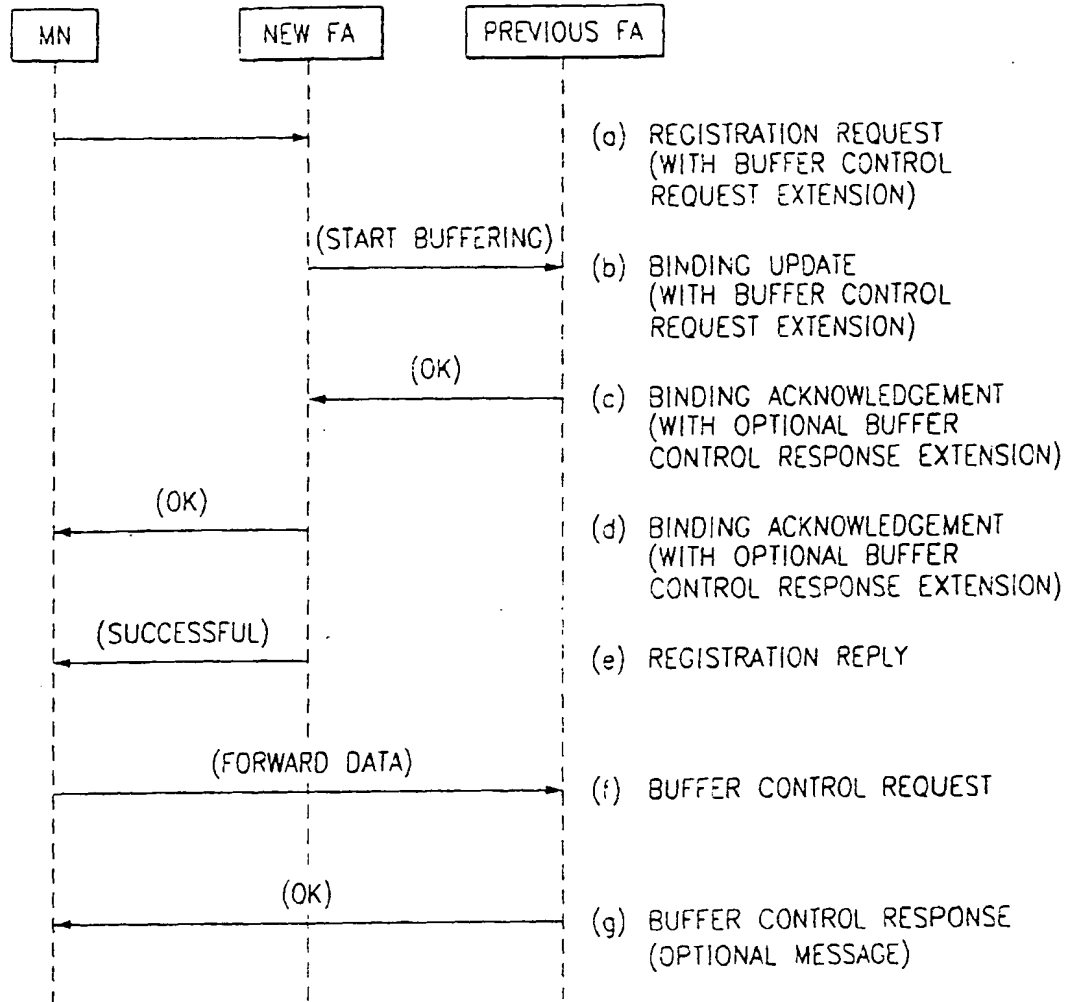 MN
NEW FA
PREVIOUS FA
(a) REGISTRATION REQUEST
(WITH BUFFER CONTROL
REQUEST EXTENSION)
(START BUFFERING)
(b) BINDING UPDATE
(WITH BUFFER CONTROL
REQUEST EXTENSION)
(OK)
(c) BINDING ACKNOWLEDGEMENT
(WITH OPTIONAL BUFFER
CONTROL RESPONSE EXTENSION)
(OK)
(d) BINDING ACKNOWLEDGEMENT
(WITH OPTIONAL BUFFER
CONTROL RESPONSE EXTENSION)
(SUCCESSFUL)
(e) REGISTRATION REPLY
(FORWARD DATA)
(f) BUFFER CONTROL REQUEST
(OK)
(g) BUFFER CONTROL RESPONSE
(OPTIONAL MESSAGE)